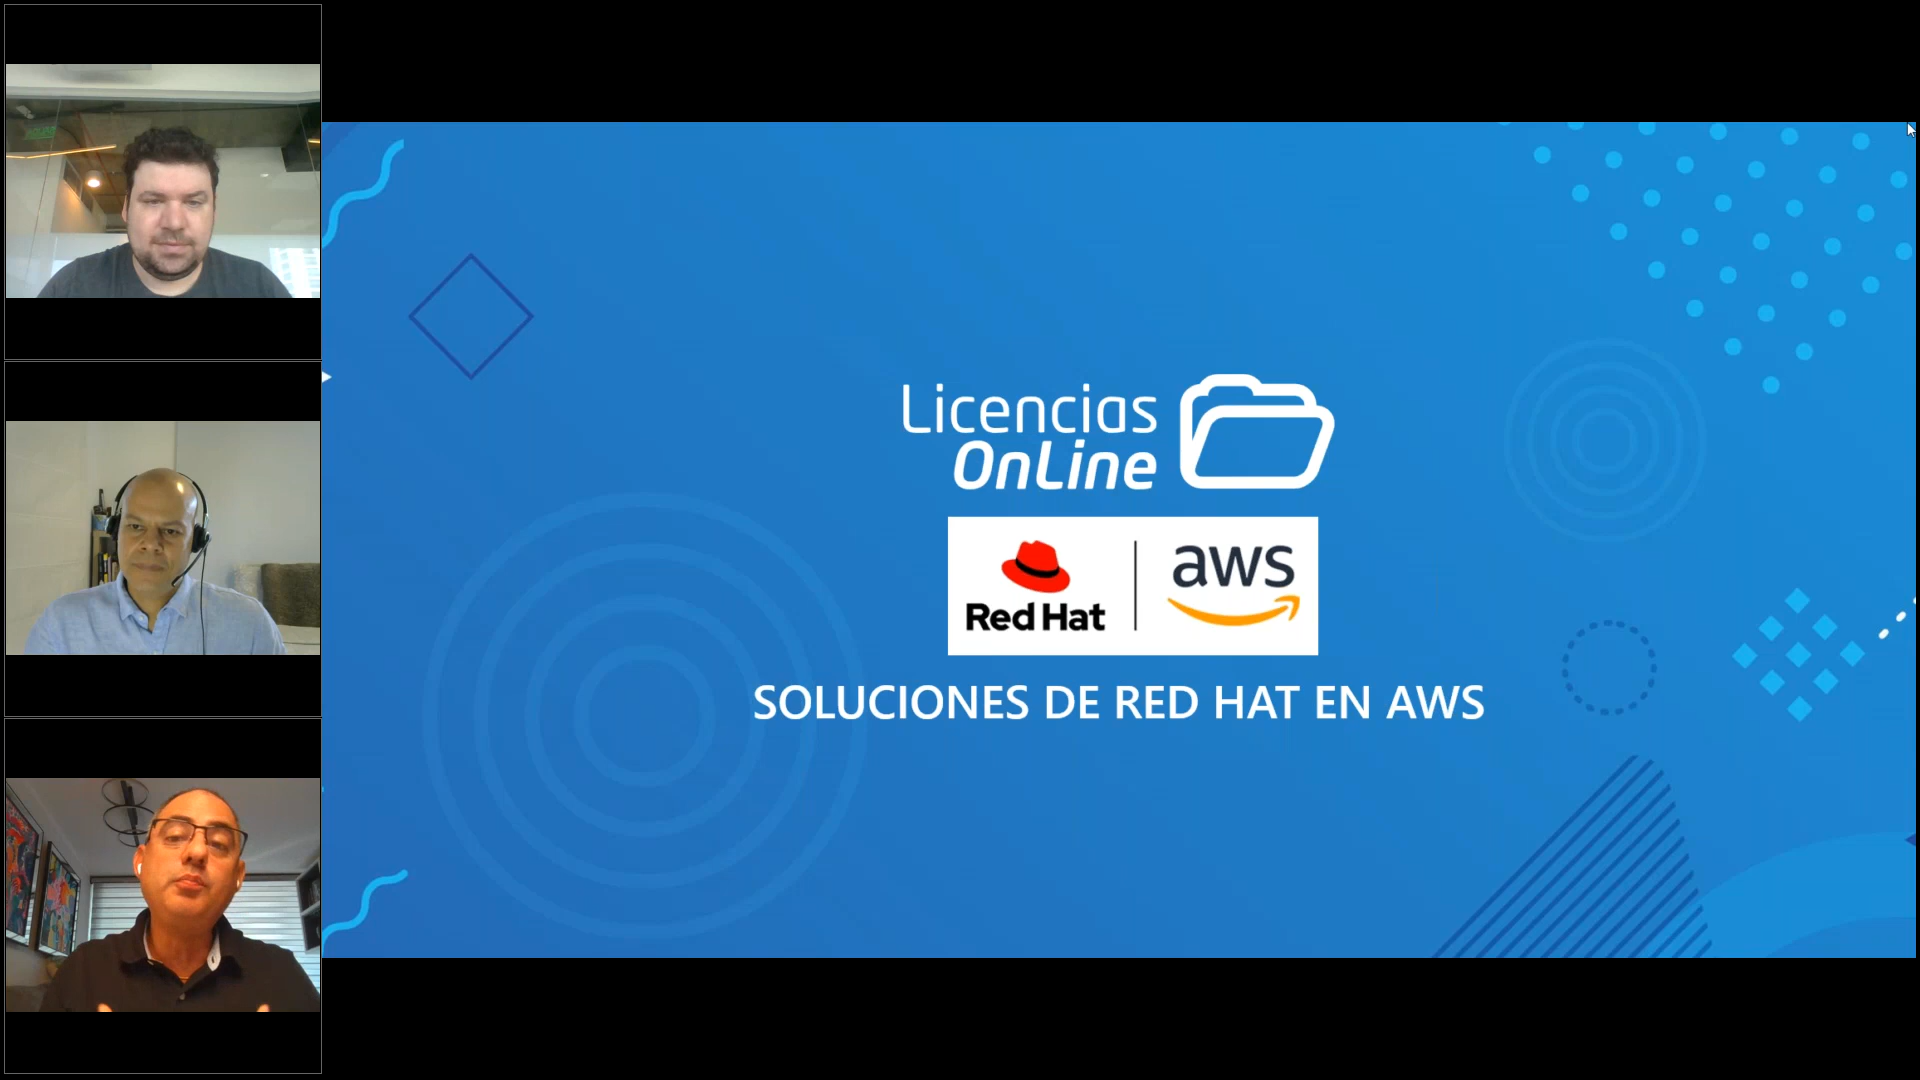 Licencias
OnLine
Red Hat
aws
SOLUCIONES DE RED HAT EN AWS